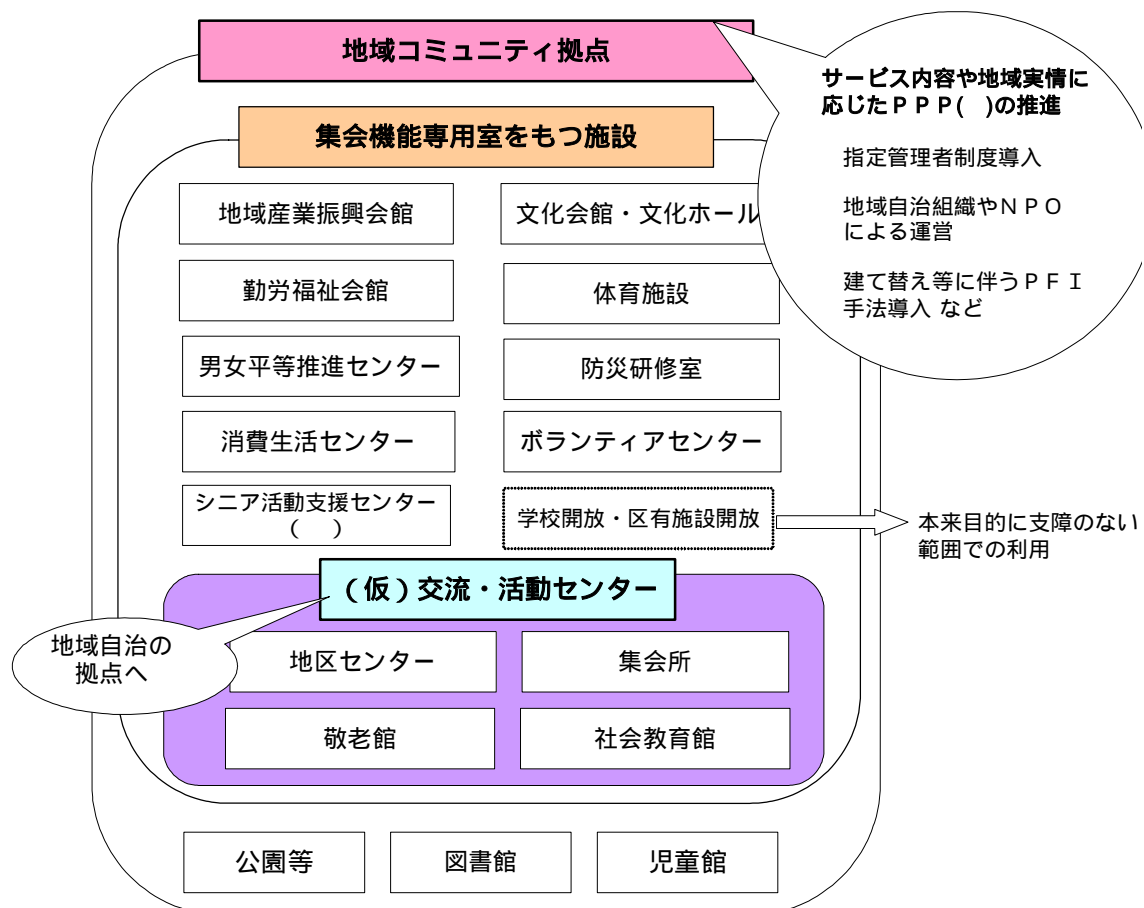 地域コミュニティ拠点
サービス内容や地域実情に
応じたＰＰＰ(　)の推進
指定管理者制度導入
地域自治組織やＮＰＯ
による運営
建て替え等に伴うＰＦＩ
手法導入 など
集会機能専用室をもつ施設
地域産業振興会館
文化会館・文化ホール
勤労福祉会館
体育施設
男女平等推進センター
防災研修室
消費生活センター
ボランティアセンター
シニア活動支援センター
(　)
学校開放・区有施設開放
本来目的に支障のない
範囲での利用
（仮）交流・活動センター
地域自治の
拠点へ
地区センター
集会所
敬老館
社会教育館
公園等
図書館
児童館